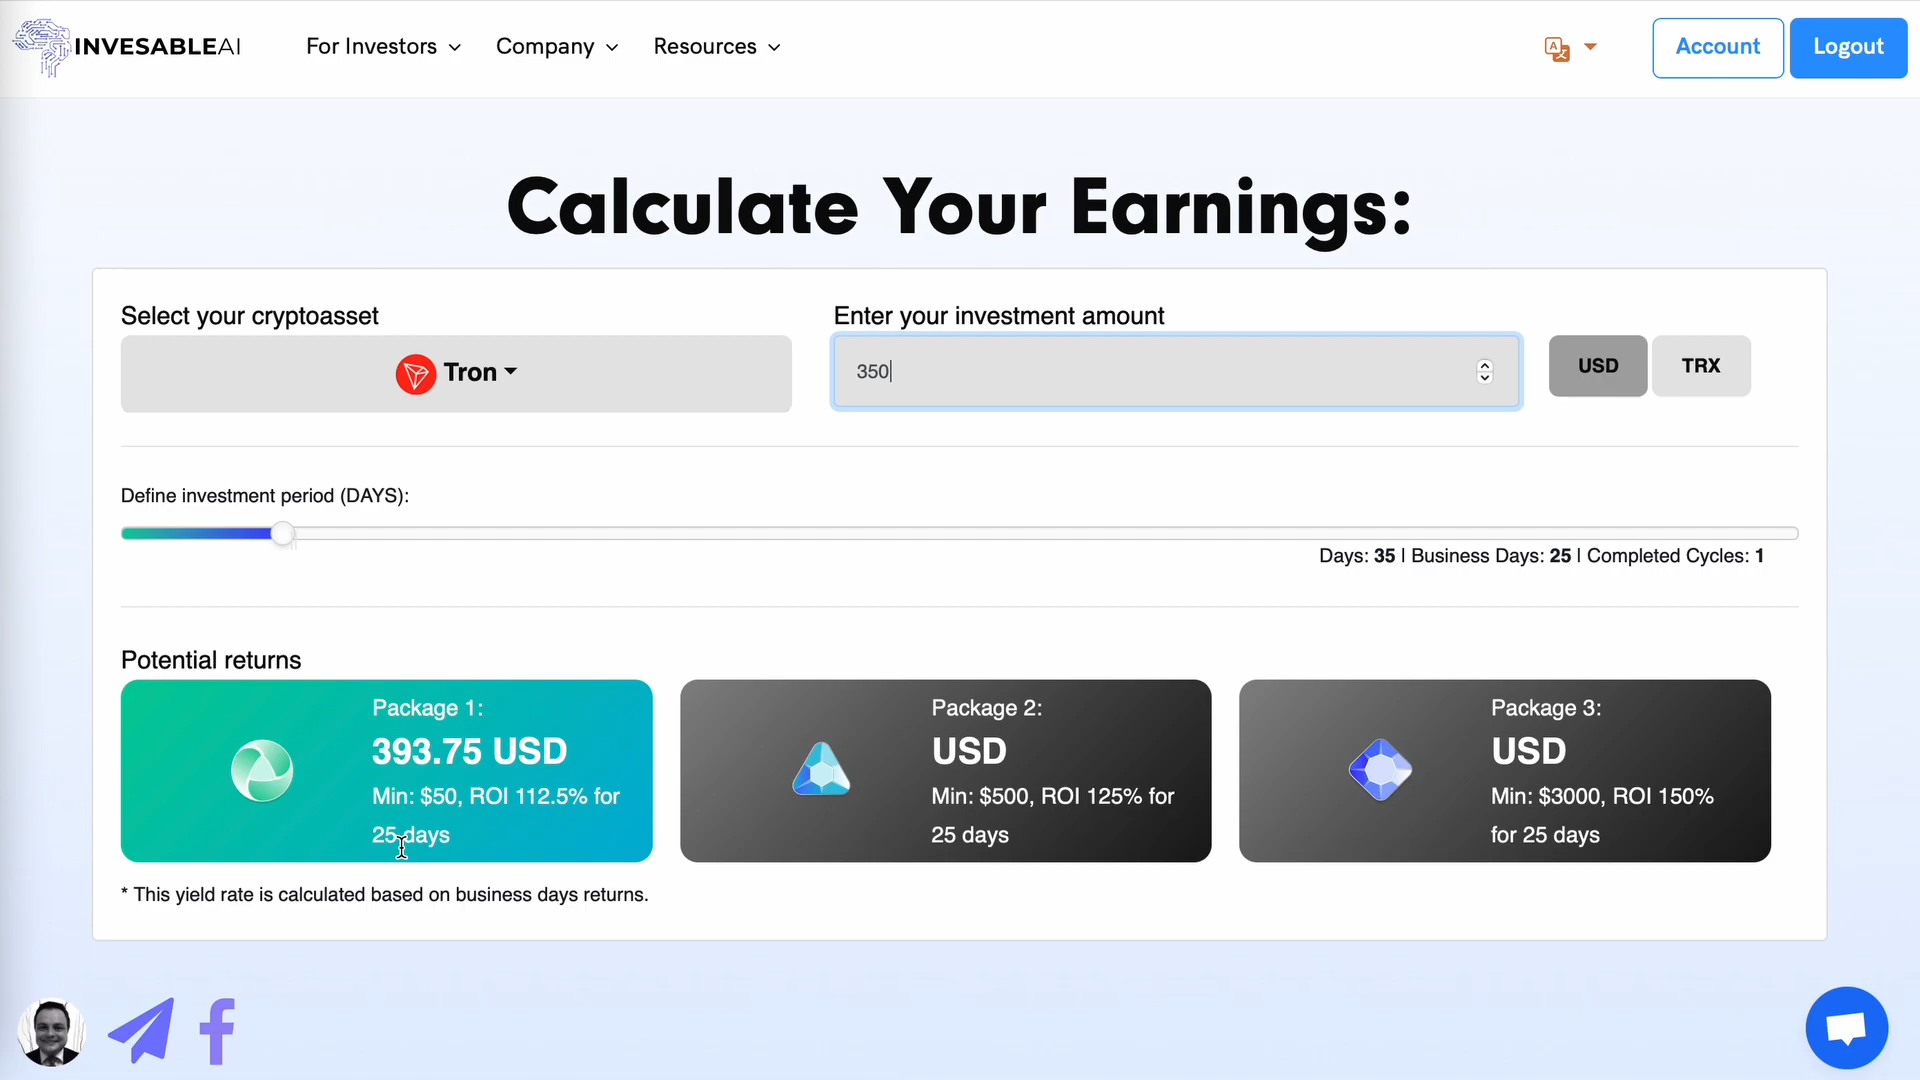 INVESABLEAI
For Investors
Company
Resources
Account
Logout
Calculate Your Earnings:
Select your cryptoasset
Enter your investment amount
Tron
350
USD
TRX
Define investment period (DAYS):
Days: 35 | Business Days: 25 | Completed Cycles: 1
Potential returns
Package 1:
393.75 USD
Min: $50, ROI 112.5% for
25 days
Package 2:
USD
Min: $500, ROI 125% for
25 days
Package 3:
USD
Min: $3000, ROI 150%
for 25 days
* This yield rate is calculated based on business days returns.